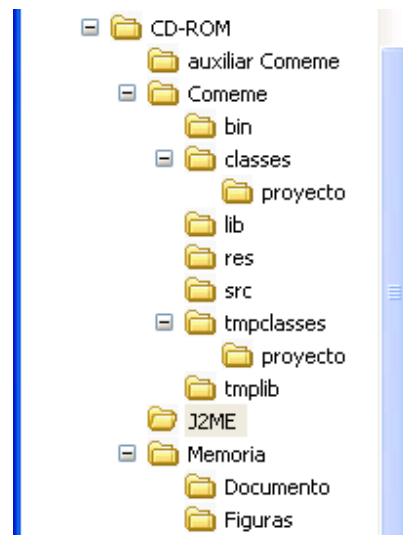 CD-ROM
auxiliar Comeme
Comeme
bin
classes
proyecto
lib
res
src
tmpclasses
proyecto
tmplib
J2ME
Memoria
Documento
Figuras